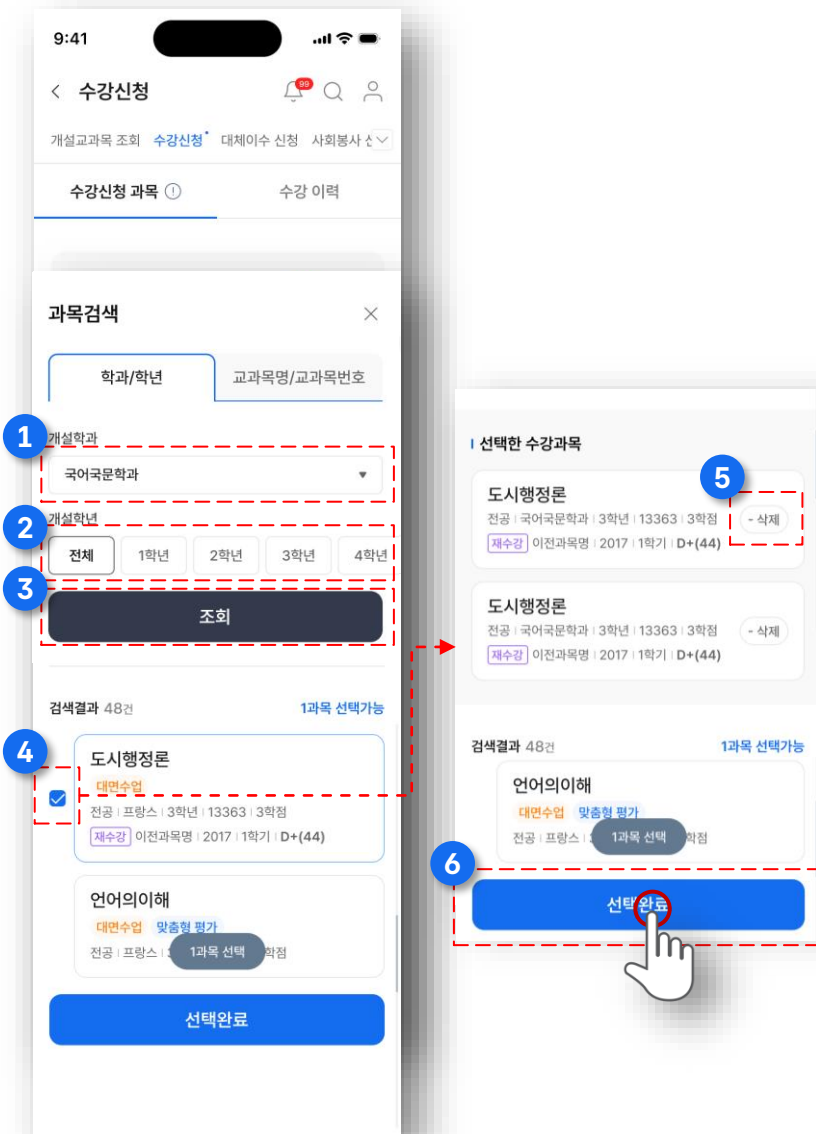 9:41
수강신청
99
개설교과목 조회 수강신청 대체이수 신청 사회봉사
수강신청 과목
수강 이력
과목검색
학과/학년
교과목명/교과목번호
1
개설학과
국어국문학과
2
개설학년
전체 1학년 2학년 3학년 4학년
3
조회
검색결과 48건
1과목 선택가능
4
도시행정론
대면수업
전공 | 프랑스 | 3학년 | 13363 | 3학점
재수강 이전과목명 | 2017 | 1학기 | D+(44)
언어의이해
대면수업 맞춤형 평가
전공 | 프랑스 |
1과목 선택
학점
선택완료
선택한 수강과목
5
도시행정론
전공 | 국어국문학과 | 3학년 | 13363 | 3학점
- 삭제
재수강 이전과목명 | 2017 | 1학기 | D+(44)
도시행정론
전공 | 국어국문학과 | 3학년 | 13363 | 3학점
- 삭제
재수강 이전과목명 | 2017 | 1학기 | D+(44)
검색결과 48건
1과목 선택가능
언어의이해
대면수업 맞춤형 평가
전공 | 프랑스 |
1과목 선택
학점
6
선택완료